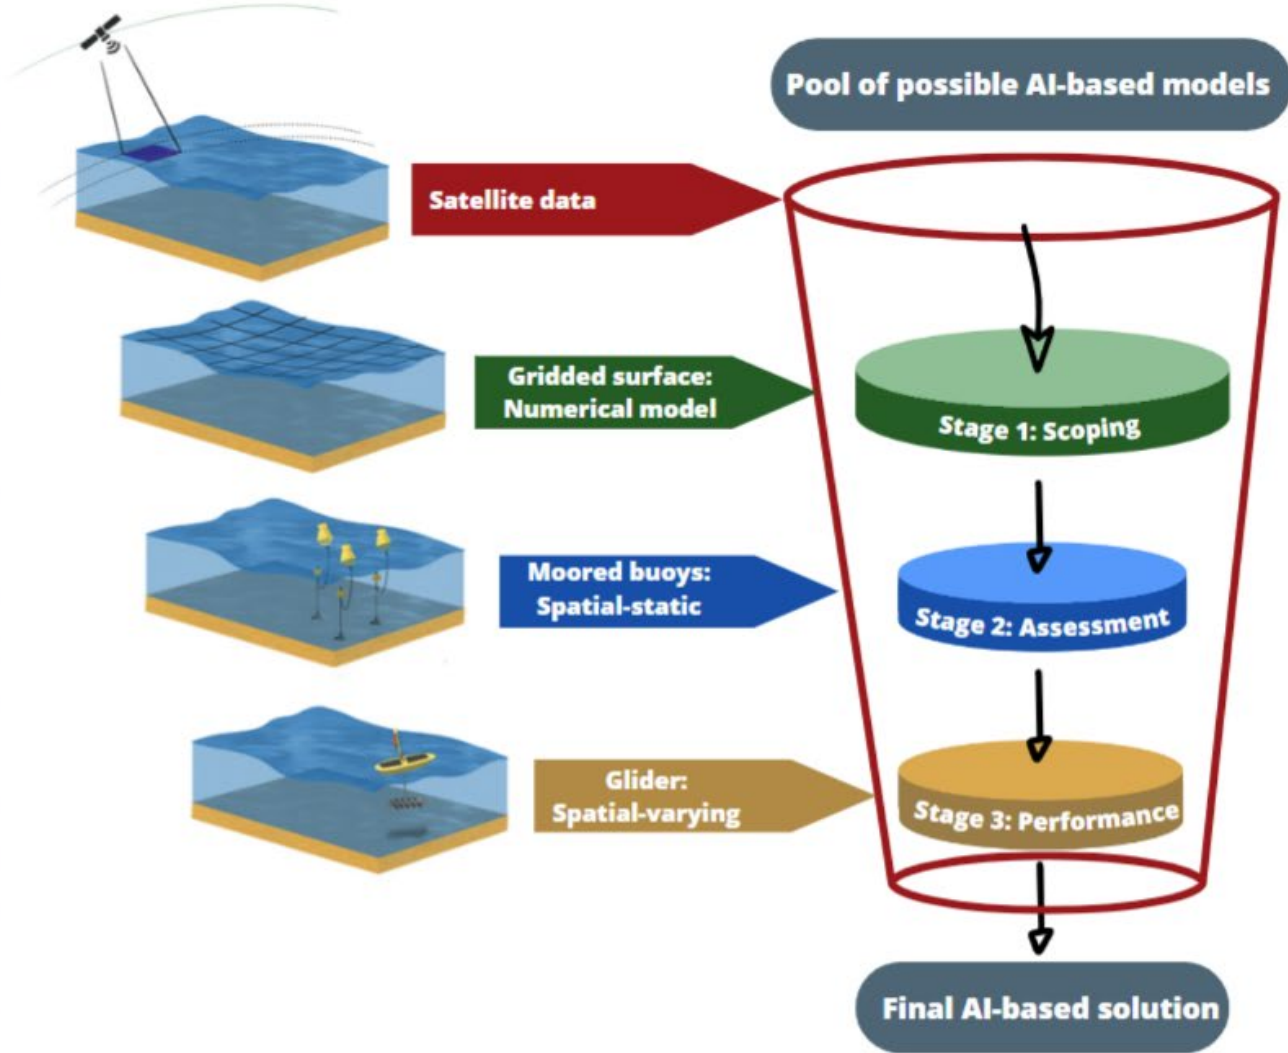 Pool of possible AI-based models
Satellite data
Gridded surface:
Numerical model
Stage 1: Scoping
Moored buoys:
Spatial-static
Stage 2: Assessment
Glider:
Spatial-varying
Stage 3: Performance
Final AI-based solution